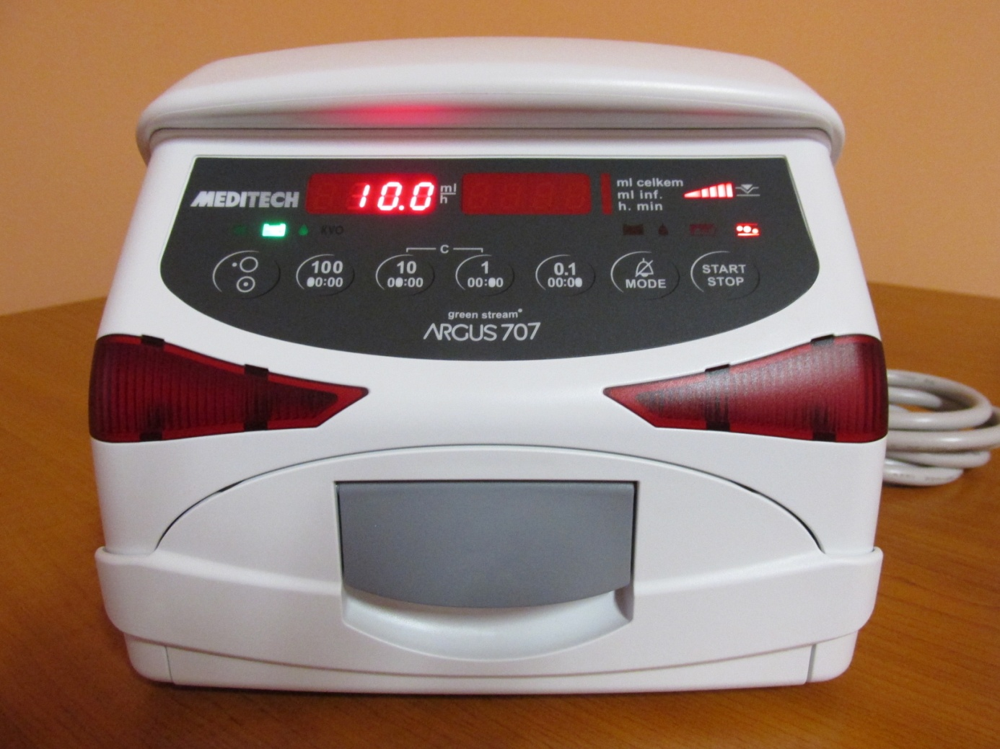 MEDITECH
10.0 ml
h
ml celkem
ml inf.
h. min
KVO
C
100
00:00
10
00:00
1
00:00
0.1
00:00
MODE
START
STOP
green stream®
ARGUS 707